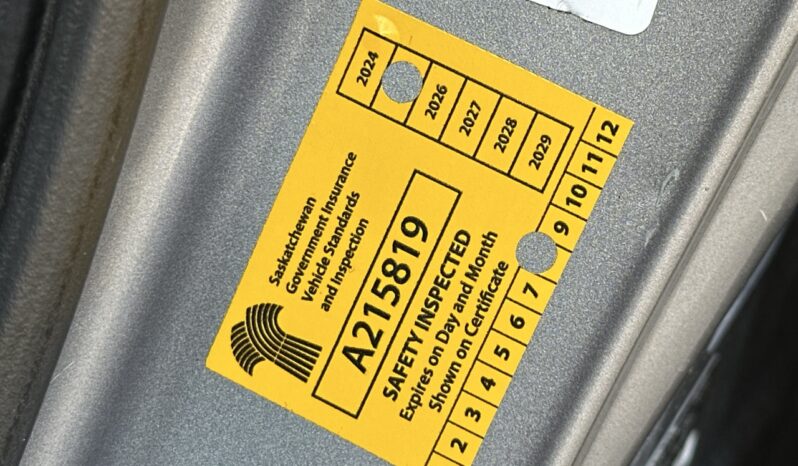 Saskatchewan
Government Insurance
Vehicle Standards
and Inspection
A215819
SAFETY INSPECTED
Expires on Day and Month
Shown on Certificate
2024
2026
2027
2028
2029
2
3
4
5
6
7
9
10
11
12